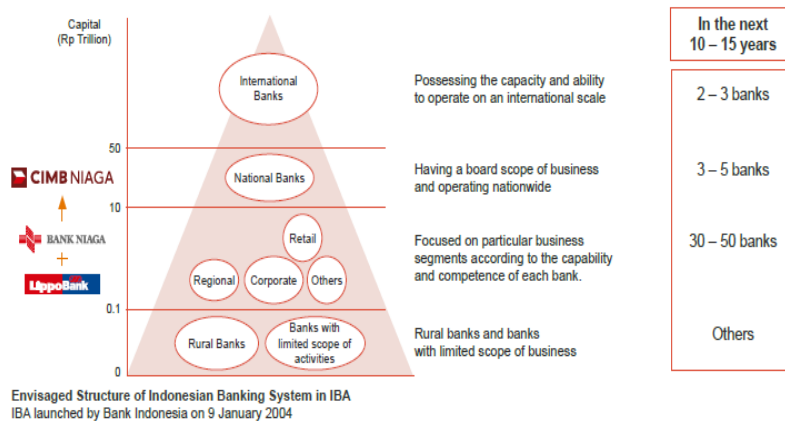 Capital
(Rp Trillion)
In the next
10 – 15 years
International
Banks
Possessing the capacity and ability
to operate on an international scale
2 – 3 banks
50
CIMB NIAGA
National Banks
Having a board scope of business
and operating nationwide
3 – 5 banks
10
BANK NIAGA
+
LippoBank
Retail
Regional
Corporate
Others
Focused on particular business
segments according to the capability
and competence of each bank.
30 – 50 banks
0.1
Rural Banks
Banks with
limited scope of
activities
Rural banks and banks
with limited scope of business
Others
0
Envisaged Structure of Indonesian Banking System in IBA
IBA launched by Bank Indonesia on 9 January 2004